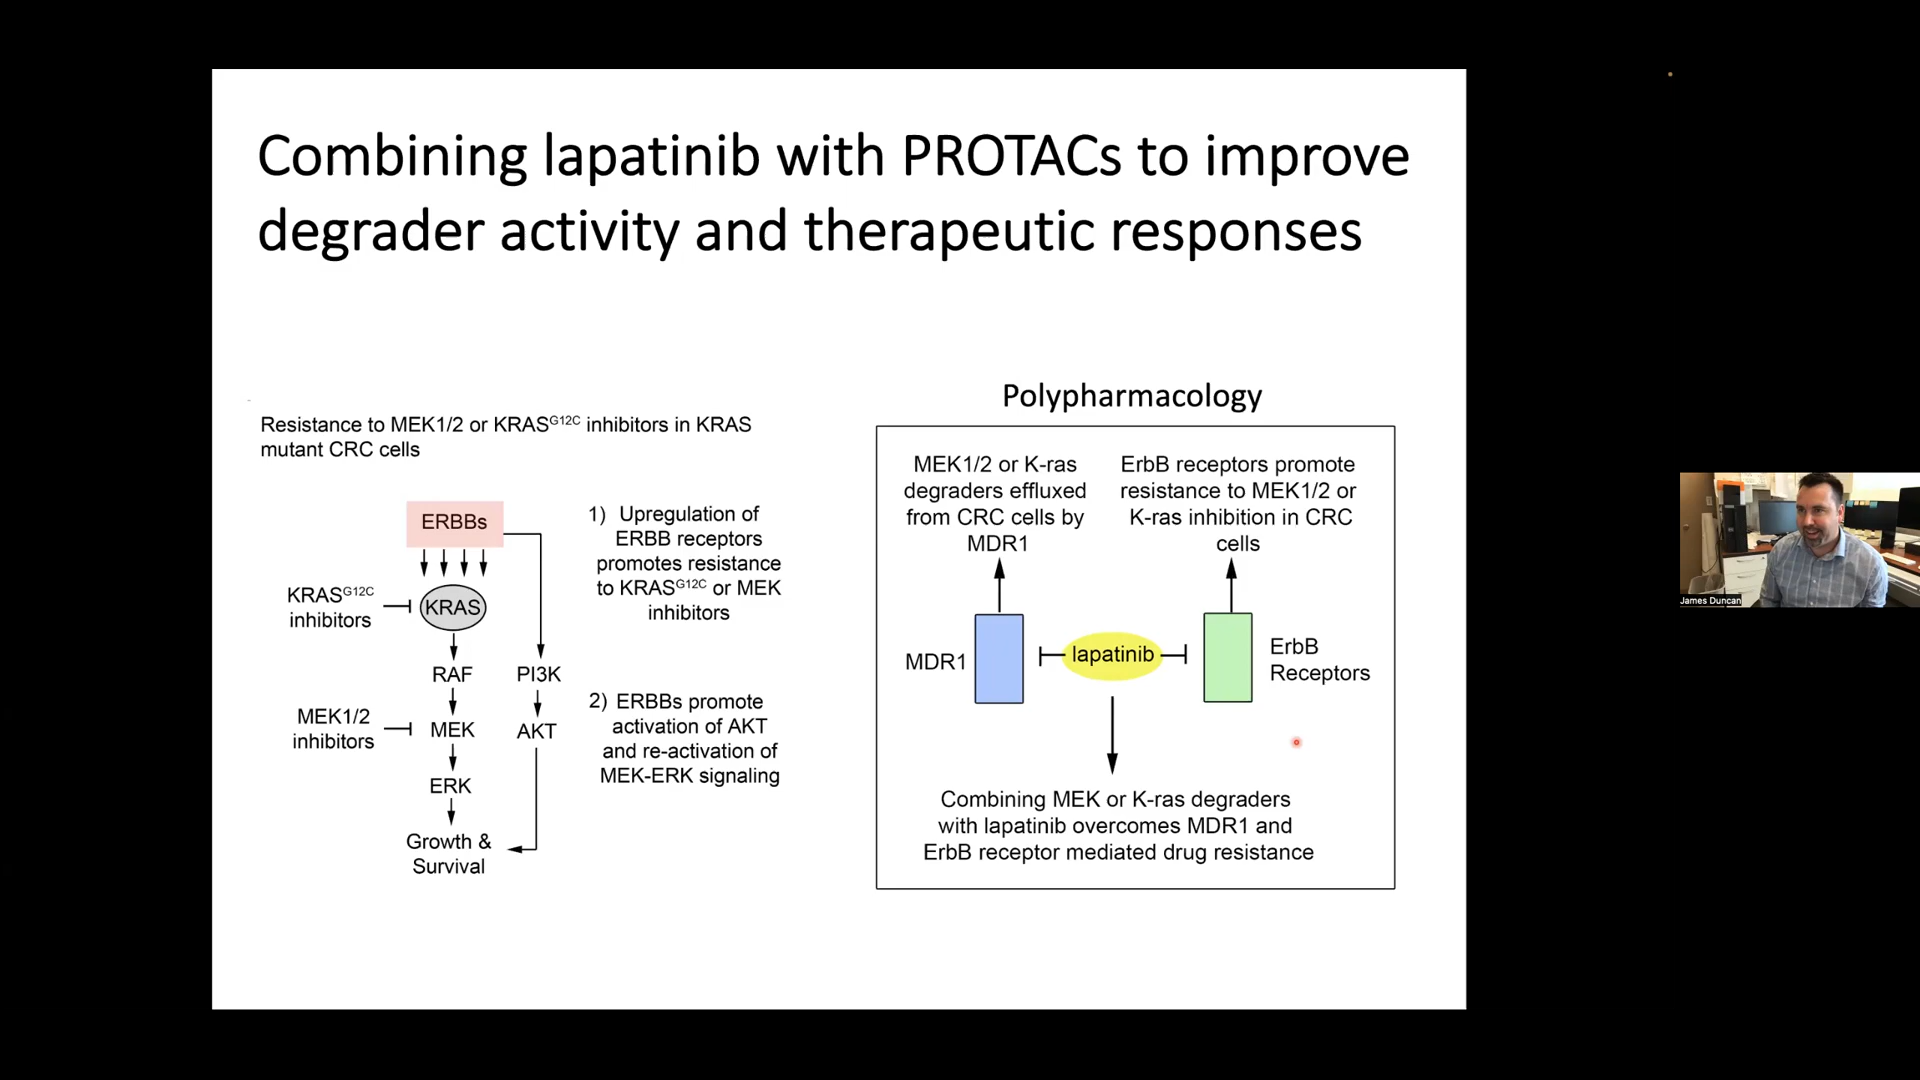 Combining lapatinib with PROTACs to improve
degrader activity and therapeutic responses
Resistance to MEK1/2 or KRASG12C inhibitors in KRAS
mutant CRC cells
ERBBs
KRASG12C
inhibitors
KRAS
RAF
PI3K
MEK1/2
inhibitors
MEK
AKT
ERK
Growth &
Survival
1) Upregulation of
ERBB receptors
promotes resistance
to KRASG12C or MEK
inhibitors
2) ERBBs promote
activation of AKT
and re-activation of
MEK-ERK signaling
Polypharmacology
MEK1/2 or K-ras
degraders effluxed
from CRC cells by
MDR1
ErbB receptors promote
resistance to MEK1/2 or
K-ras inhibition in CRC
cells
MDR1
lapatinib
ErbB
Receptors
Combining MEK or K-ras degraders
with lapatinib overcomes MDR1 and
ErbB receptor mediated drug resistance
James Duncan